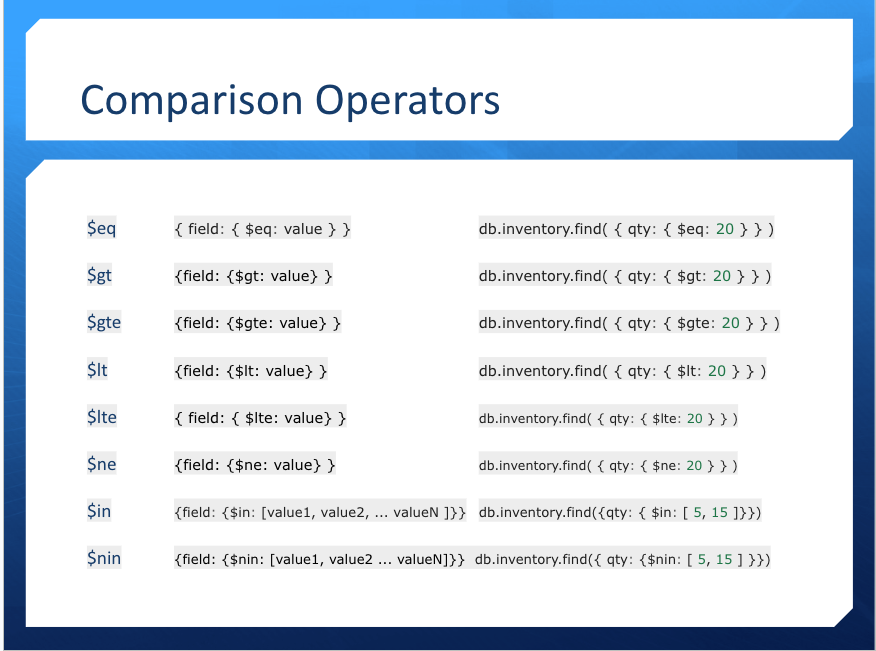 Comparison Operators
$eq { field: { $eq: value } } db.inventory.find( { qty: { $eq: 20 } } )
$gt {field: {$gt: value} } db.inventory.find( { qty: { $gt: 20 } } )
$gte {field: {$gte: value} } db.inventory.find( { qty: { $gte: 20 } } )
$lt {field: {$lt: value} } db.inventory.find( { qty: { $lt: 20 } } )
$lte { field: { $lte: value} } db.inventory.find( { qty: { $lte: 20 } } )
$ne {field: {$ne: value} } db.inventory.find( { qty: { $ne: 20 } } )
$in {field: {$in: [value1, value2, ... valueN ]}} db.inventory.find({qty: { $in: [ 5, 15 ]}})
$nin {field: {$nin: [value1, value2 ... valueN]}} db.inventory.find({ qty: {$nin: [ 5, 15 ] }})